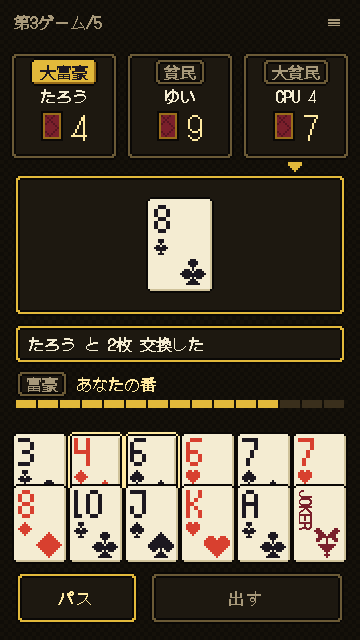 第3ゲーム/5
大富豪 貧民 大貧民
たろう ゆい CPU 4
4 9 7
8
たろう と 2枚 交換した
富豪 あなたの番
3 4 6 6 7 7
8 10 J K A JOKER
パス 出す